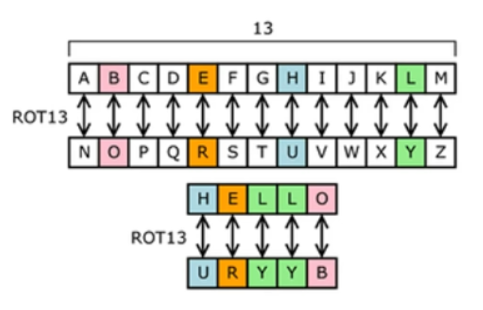 13
A B C D E F G H I J K L M
ROT13
N O P Q R S T U V W X Y Z
H E L L O
ROT13
U R Y Y B